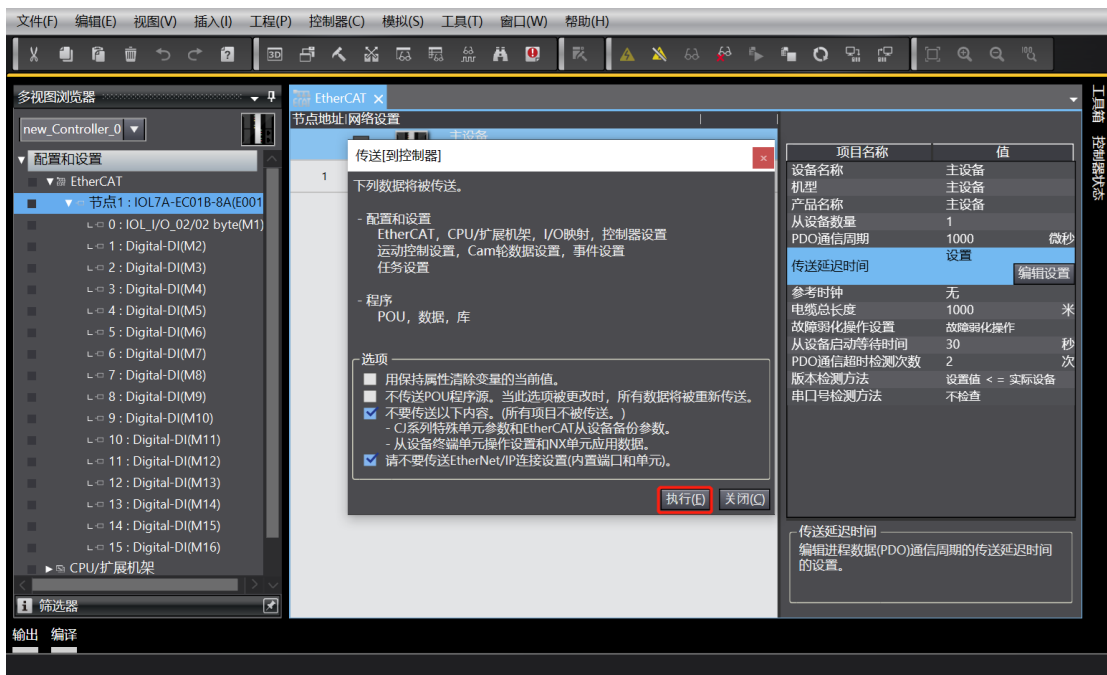 文件(F) 编辑(E) 视图(V) 插入(I) 工程(P) 控制器(C) 模拟(S) 工具(T) 窗口(W) 帮助(H)
多视图浏览器
new_Controller_0
配置和设置
EtherCAT
节点1 : IOL7A-EC01B-8A(E001
0 : IOL_I/O_02/02 byte(M1)
1 : Digital-DI(M2)
2 : Digital-DI(M3)
3 : Digital-DI(M4)
4 : Digital-DI(M5)
5 : Digital-DI(M6)
6 : Digital-DI(M7)
7 : Digital-DI(M8)
8 : Digital-DI(M9)
9 : Digital-DI(M10)
10 : Digital-DI(M11)
11 : Digital-DI(M12)
12 : Digital-DI(M13)
13 : Digital-DI(M14)
14 : Digital-DI(M15)
15 : Digital-DI(M16)
CPU/扩展机架
筛选器
输出 编译
EtherCAT
节点地址 网络设置
主设备
1
传送[到控制器]
下列数据将被传送。
- 配置和设置
EtherCAT，CPU/扩展机架，I/O映射，控制器设置
运动控制设置，Cam轮数据设置，事件设置
任务设置
- 程序
POU，数据，库
选项
用保持属性清除变量的当前值。
不传送POU程序源。当此选项被更改时，所有数据将被重新传送。
不要传送以下内容。(所有项目不被传送。)
- CJ系列特殊单元参数和EtherCAT从设备备份参数。
- 从设备终端单元操作设置和NX单元应用数据。
请不要传送EtherNet/IP连接设置(内置端口和单元)。
执行(E) 关闭(C)
项目名称 值
设备名称 主设备
机型 主设备
产品名称 主设备
从设备数量 1
PDO通信周期 1000 微秒
传送延迟时间 设置
编辑设置
参考时钟 无
电缆总长度 1000 米
故障弱化操作设置 故障弱化操作
从设备启动等待时间 30 秒
PDO通信超时检测次数 2 次
版本检测方法 设置值 < = 实际设备
串口号检测方法 不检查
传送延迟时间
编辑进程数据(PDO)通信周期的传送延迟时间
的设置。
工具箱
控制器状态